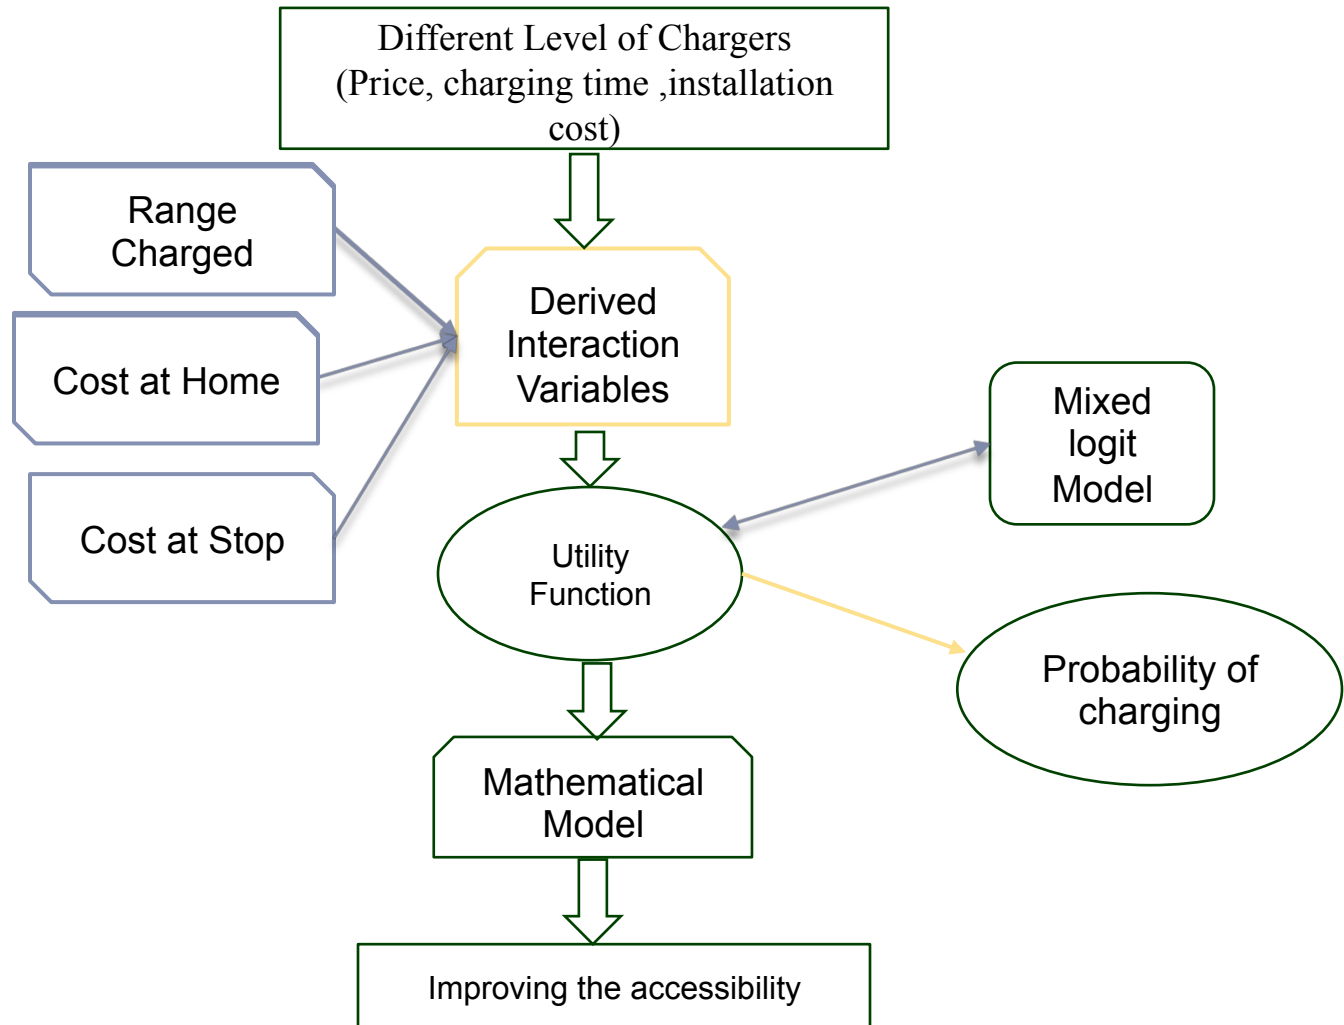 Different Level of Chargers
(Price, charging time ,installation
cost)
Range
Charged
Derived
Interaction
Variables
Cost at Home
Mixed
logit
Model
Cost at Stop
Utility
Function
Probability of
charging
Mathematical
Model
Improving the accessibility